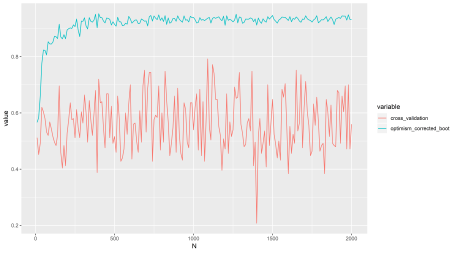 value
0.8
0.6
0.4
0.2
0
500
1000
1500
2000
N
variable
cross_validation
optimism_corrected_boot